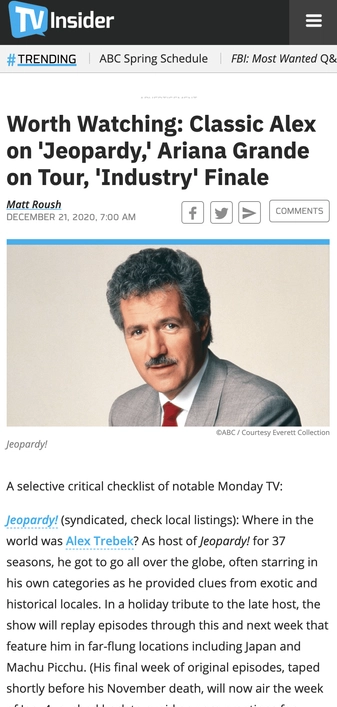 TV Insider
#TRENDING ABC Spring Schedule FBI: Most Wanted Q&
Worth Watching: Classic Alex
on 'Jeopardy,' Ariana Grande
on Tour, 'Industry' Finale
Matt Roush
DECEMBER 21, 2020, 7:00 AM
COMMENTS
©ABC / Courtesy Everett Collection
Jeopardy!
A selective critical checklist of notable Monday TV:
Jeopardy! (syndicated, check local listings): Where in the
world was Alex Trebek? As host of Jeopardy! for 37
seasons, he got to go all over the globe, often starring in
his own categories as he provided clues from exotic and
historical locales. In a holiday tribute to the late host, the
show will replay episodes through this and next week that
feature him in far-flung locations including Japan and
Machu Picchu. (His final week of original episodes, taped
shortly before his November death, will now air the week